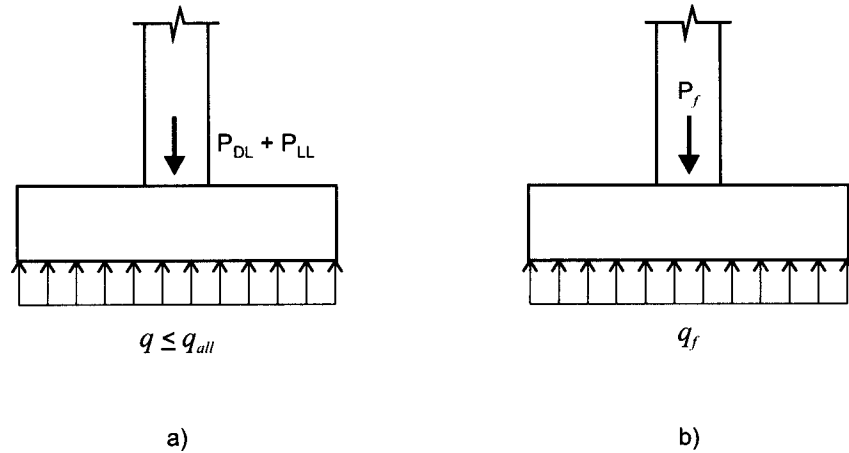 P_DL + P_LL
P_f
q ≤ q_all
q_f
a)
b)